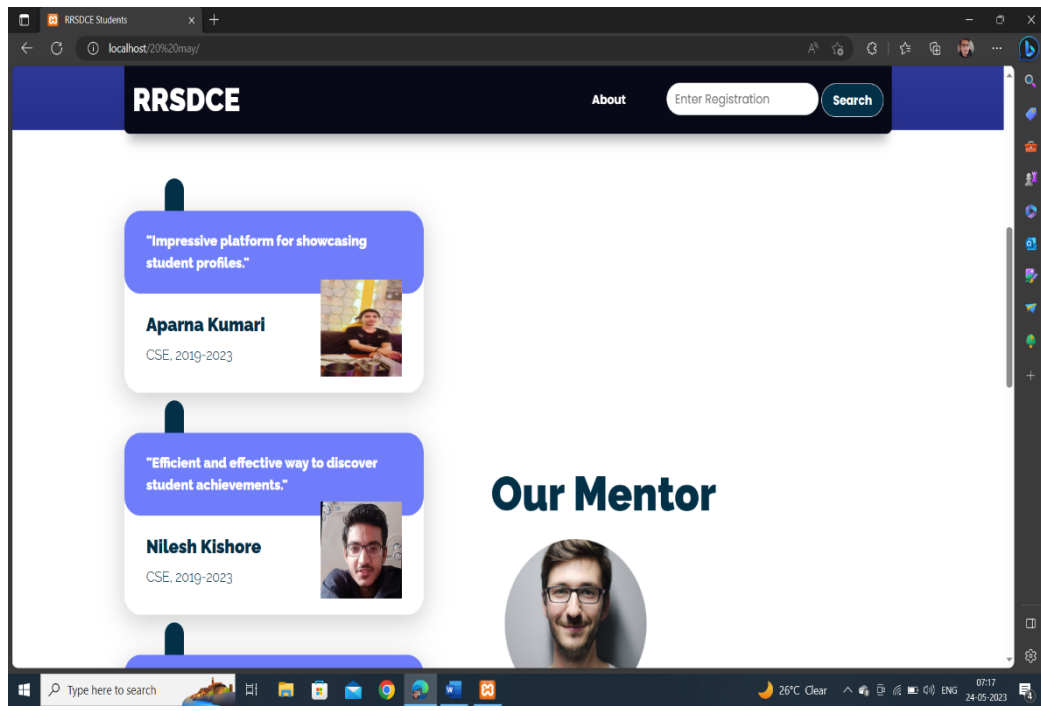 RRSDCE Students
localhost/20%20may/
RRSDCE
About
Enter Registration
Search
"Impressive platform for showcasing
student profiles."
Aparna Kumari
CSE, 2019-2023
"Efficient and effective way to discover
student achievements."
Nilesh Kishore
CSE, 2019-2023
Our Mentor
Type here to search
26°C Clear
ENG
07:17
24-05-2023